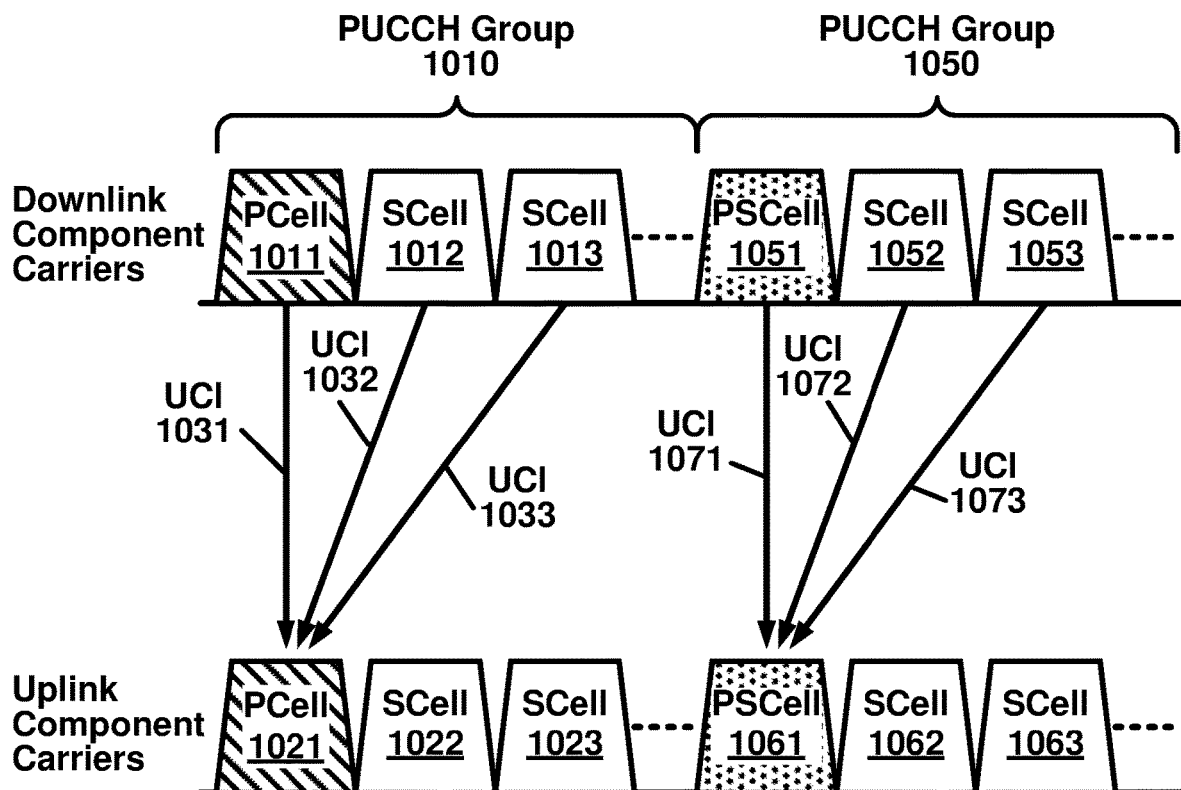 PUCCH Group
1010
PUCCH Group
1050
Downlink
Component
Carriers
PCell
1011
SCell
1012
SCell
1013
PSCell
1051
SCell
1052
SCell
1053
UCI
1031
UCI
1032
UCI
1033
UCI
1071
UCI
1072
UCI
1073
Uplink
Component
Carriers
PCell
1021
SCell
1022
SCell
1023
PSCell
1061
SCell
1062
SCell
1063